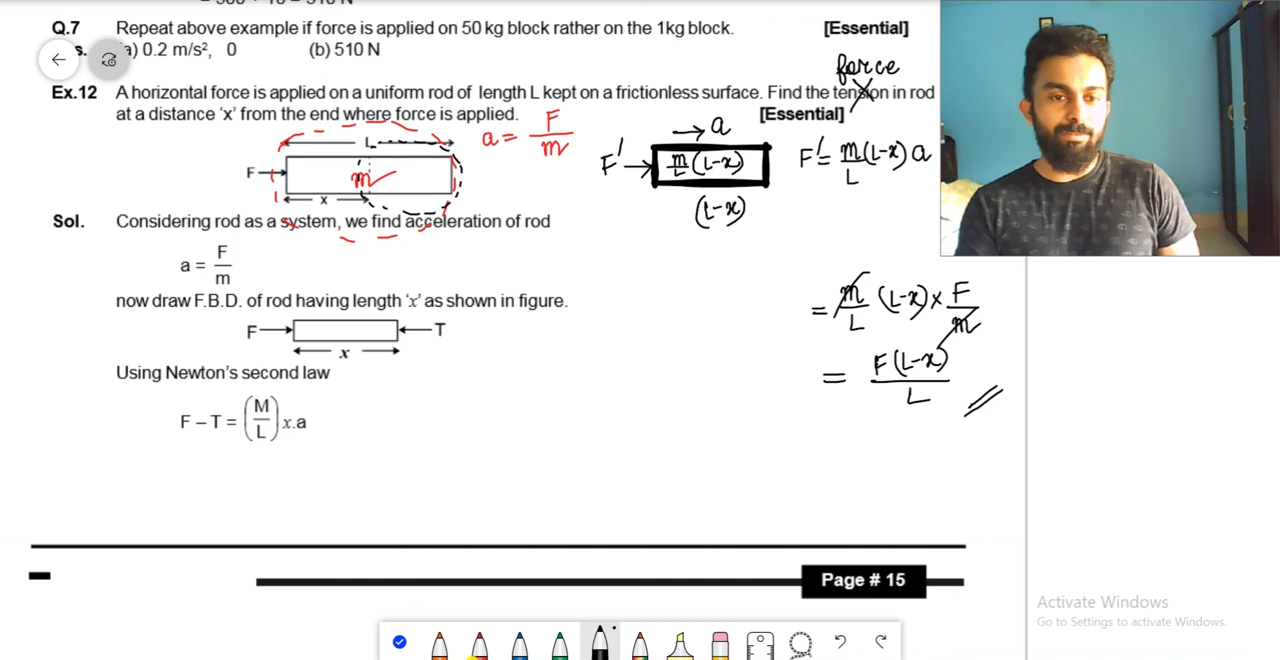 Q.7 Repeat above example if force is applied on 50 kg block rather on the 1kg block. [Essential]
s. a) 0.2 m/s², 0 (b) 510 N
force
Ex.12 A horizontal force is applied on a uniform rod of length L kept on a frictionless surface. Find the tension in rod
at a distance ‘x’ from the end where force is applied. [Essential]
a = F/m
→ a
L
F
m
x
F' → m/L (L-x)
(L-x)
F' = m/L (L-x) a
Sol. Considering rod as a system, we find acceleration of rod
a = F/m
now draw F.B.D. of rod having length ‘x’ as shown in figure.
F T
x
= m/L (L-x) × F/m
= F(L-x)/L
Using Newton's second law
F – T = (M/L) x.a
Page # 15
Activate Windows
Go to Settings to activate Windows.